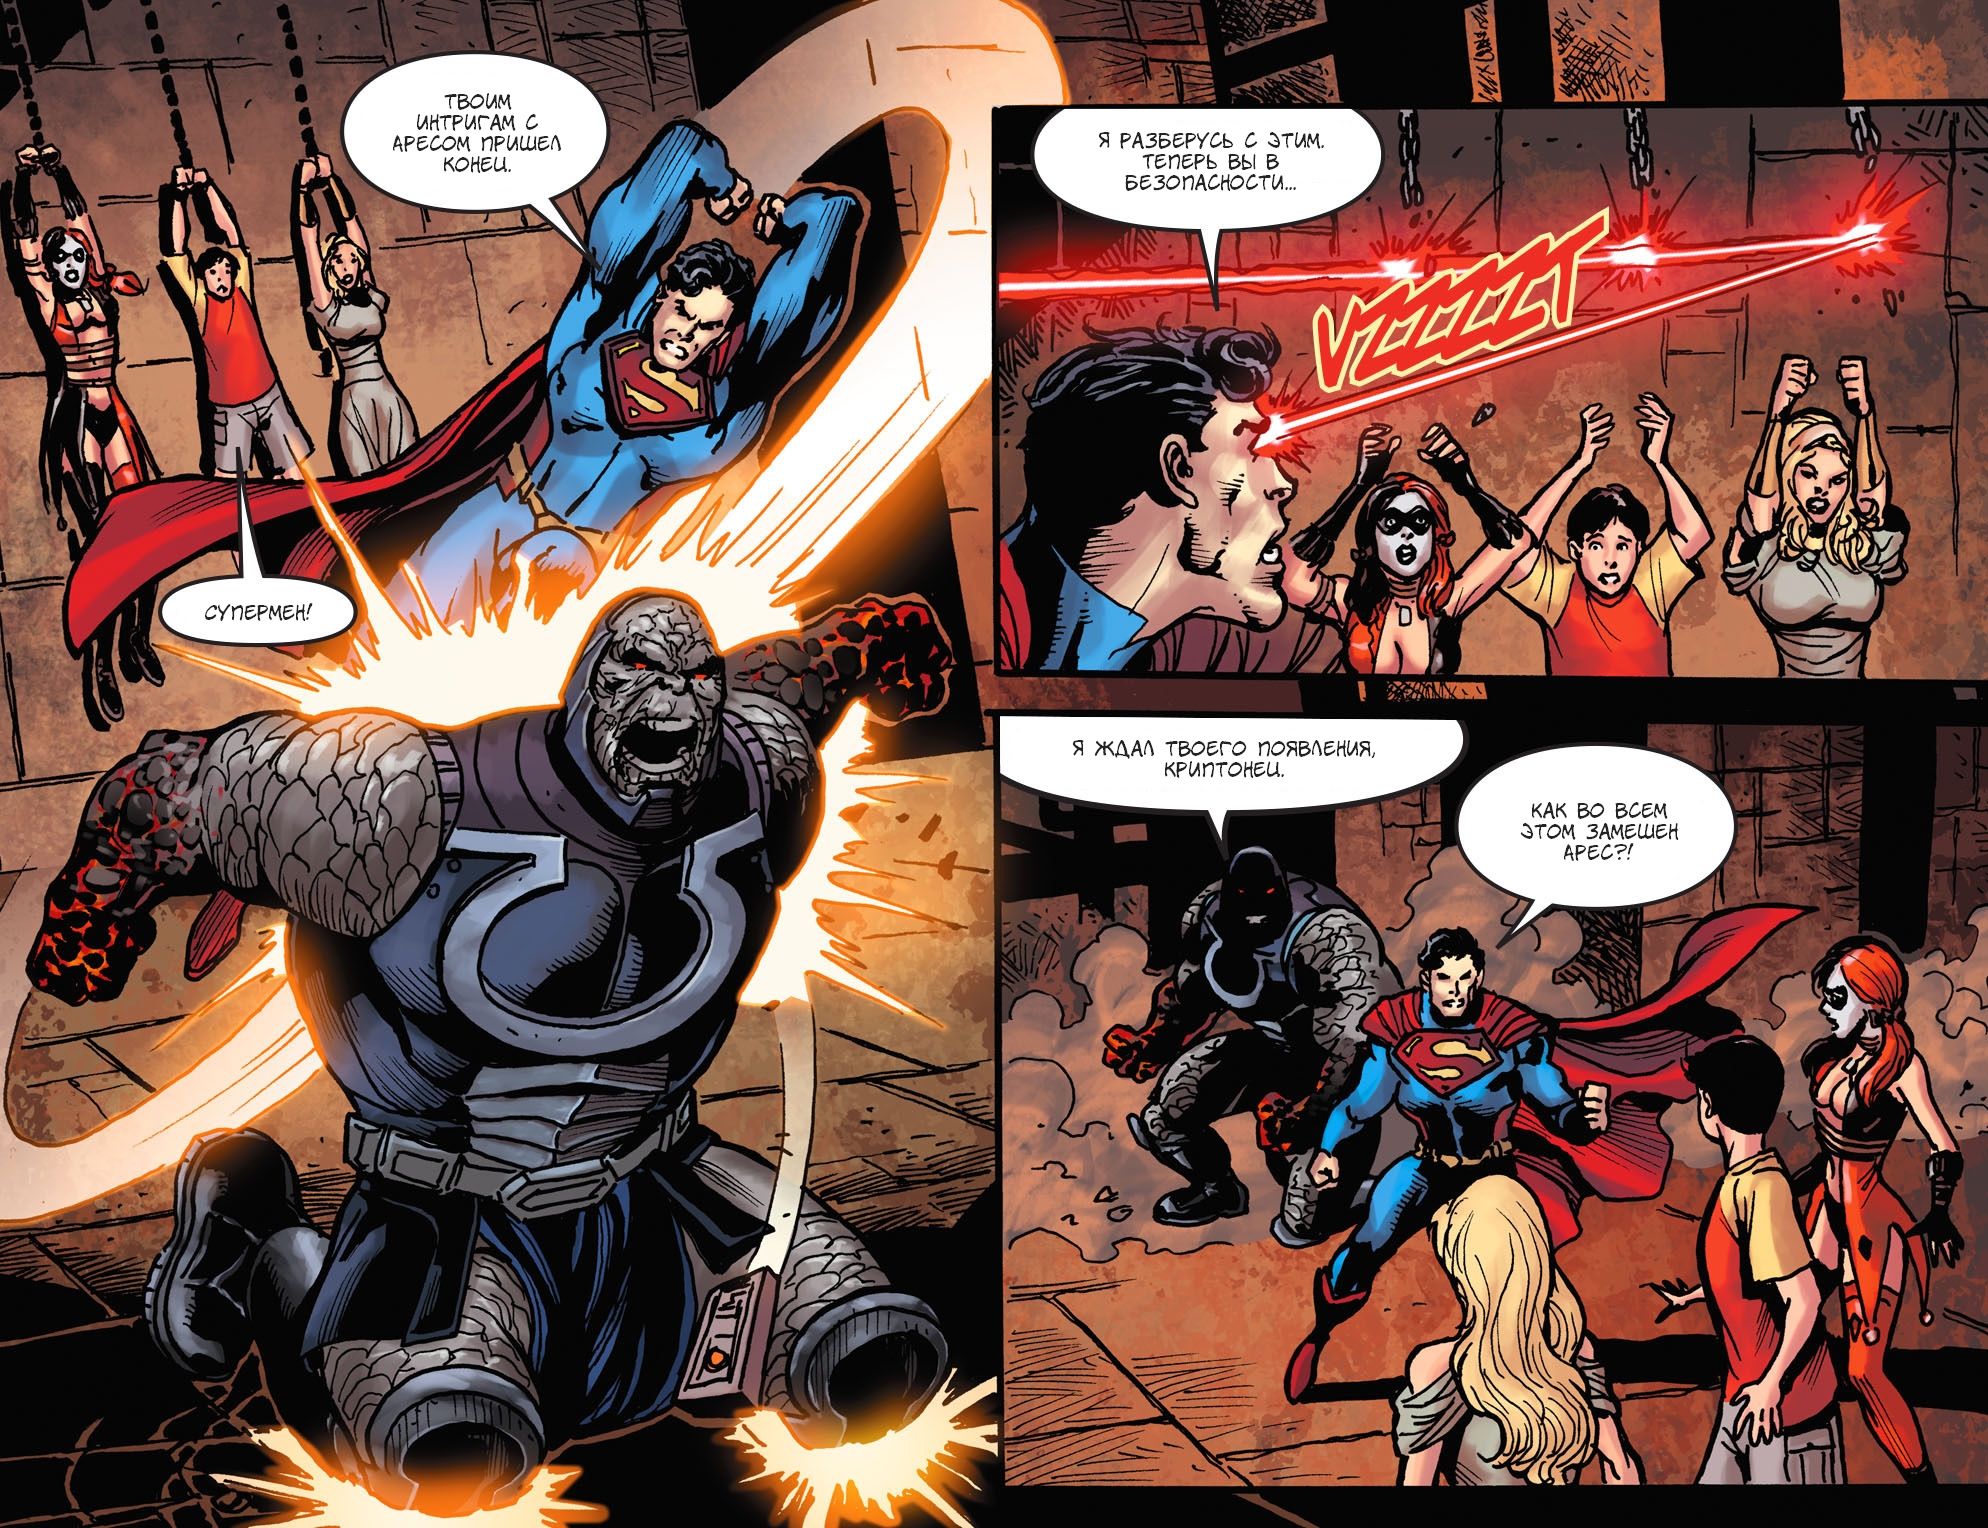 ТВОИМ
ИНТРИГАМ С
АРЕСОМ ПРИШЕЛ
КОНЕЦ.
СУПЕРМЕН!
Я РАЗБЕРУСЬ С ЭТИМ.
ТЕПЕРЬ ВЫ В
БЕЗОПАСНОСТИ...
VZZZZZT
Я ЖДАЛ ТВОЕГО ПОЯВЛЕНИЯ,
КРИПТОНЕЦ.
КАК ВО ВСЕМ
ЭТОМ ЗАМЕШЕН
АРЕС?!